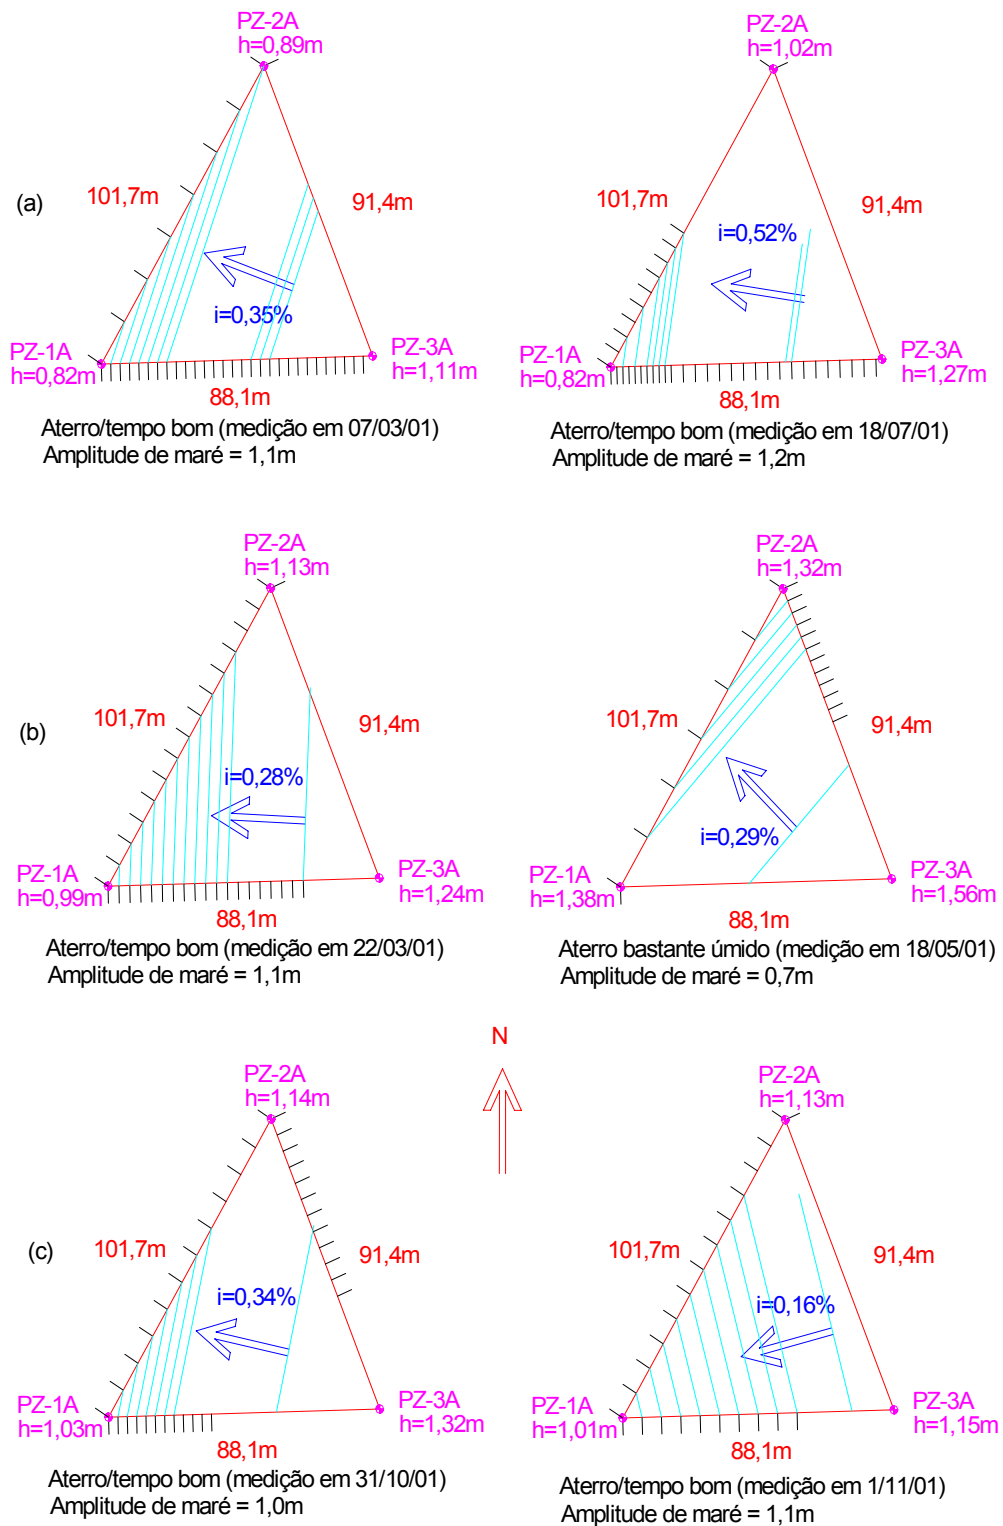 PZ-2A
h=0,89m
(a)
101,7m
91,4m
i=0,35%
PZ-1A
h=0,82m
PZ-3A
h=1,11m
88,1m
Aterro/tempo bom (medição em 07/03/01)
Amplitude de maré = 1,1m
PZ-2A
h=1,02m
101,7m
91,4m
i=0,52%
PZ-1A
h=0,82m
PZ-3A
h=1,27m
88,1m
Aterro/tempo bom (medição em 18/07/01)
Amplitude de maré = 1,2m
PZ-2A
h=1,13m
(b)
101,7m
91,4m
i=0,28%
PZ-1A
h=0,99m
PZ-3A
h=1,24m
88,1m
Aterro/tempo bom (medição em 22/03/01)
Amplitude de maré = 1,1m
PZ-2A
h=1,32m
101,7m
91,4m
i=0,29%
PZ-1A
h=1,38m
PZ-3A
h=1,56m
88,1m
Aterro bastante úmido (medição em 18/05/01)
Amplitude de maré = 0,7m
N
PZ-2A
h=1,14m
(c)
101,7m
91,4m
i=0,34%
PZ-1A
h=1,03m
PZ-3A
h=1,32m
88,1m
Aterro/tempo bom (medição em 31/10/01)
Amplitude de maré = 1,0m
PZ-2A
h=1,13m
101,7m
91,4m
i=0,16%
PZ-1A
h=1,01m
PZ-3A
h=1,15m
88,1m
Aterro/tempo bom (medição em 1/11/01)
Amplitude de maré = 1,1m